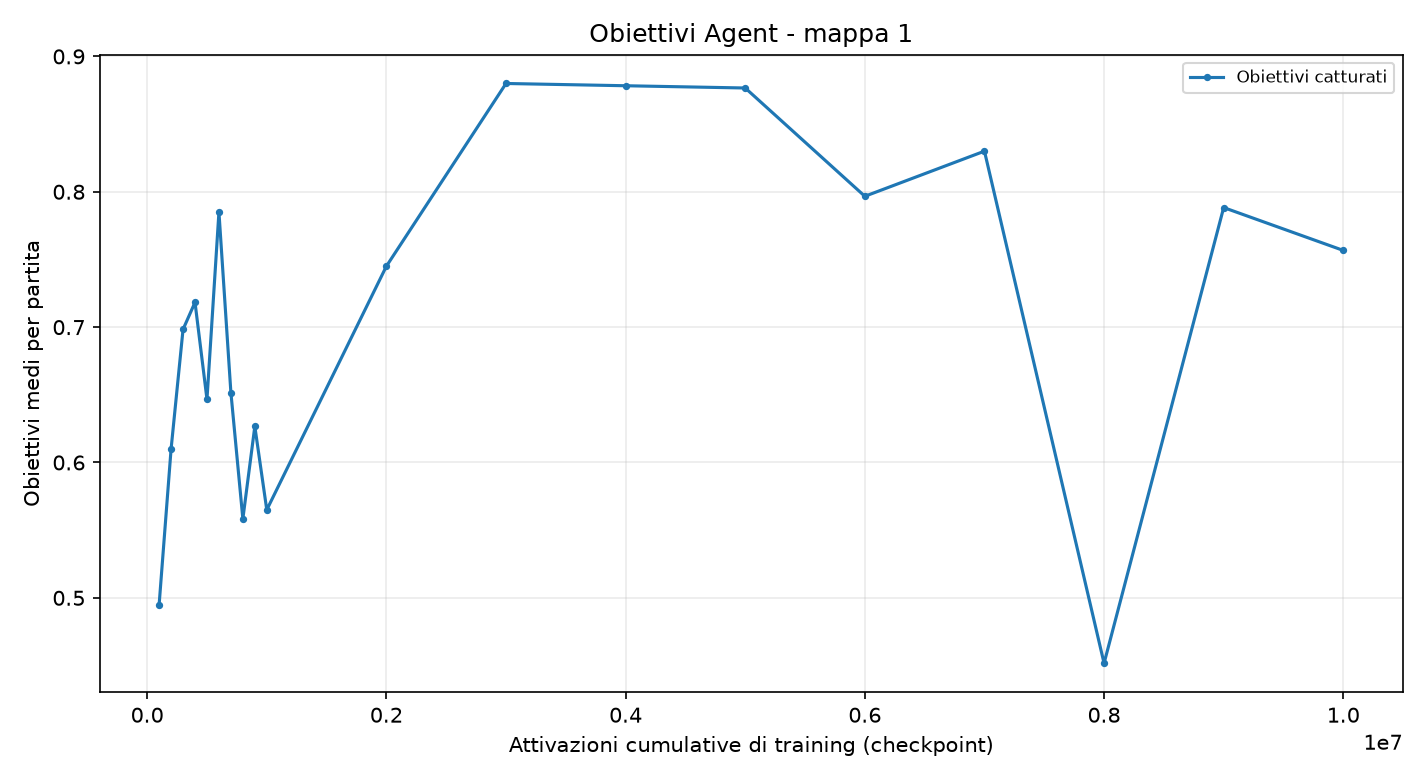 Obiettivi Agent - mappa 1
Obiettivi catturati
Obiettivi medi per partita
0.9
0.8
0.7
0.6
0.5
0.0 0.2 0.4 0.6 0.8 1.0
1e7
Attivazioni cumulative di training (checkpoint)